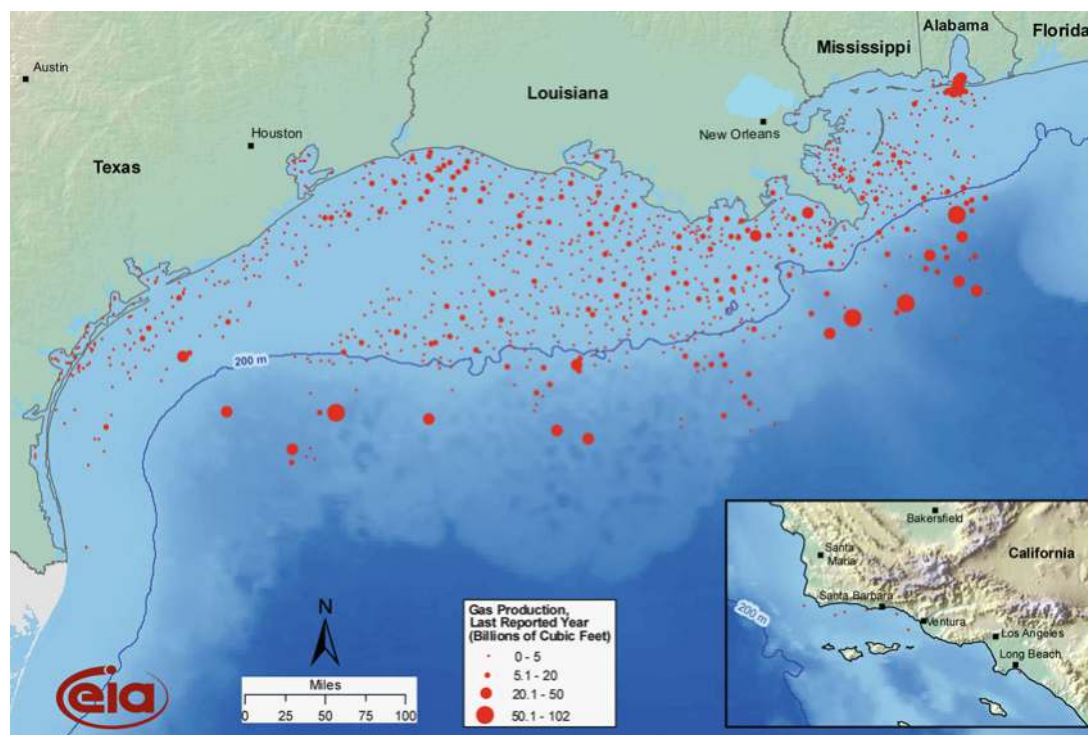 Austin
Houston
Texas
Louisiana
New Orleans
Mississippi
Alabama
Florida
200 m
N
Miles
0 25 50 75 100
eia
Gas Production,
Last Reported Year
(Billions of Cubic Feet)
0 - 5
5.1 - 20
20.1 - 50
50.1 - 102
Bakersfield
Santa
Maria
California
Santa Barbara
Ventura
200 m
Los Angeles
Long Beach